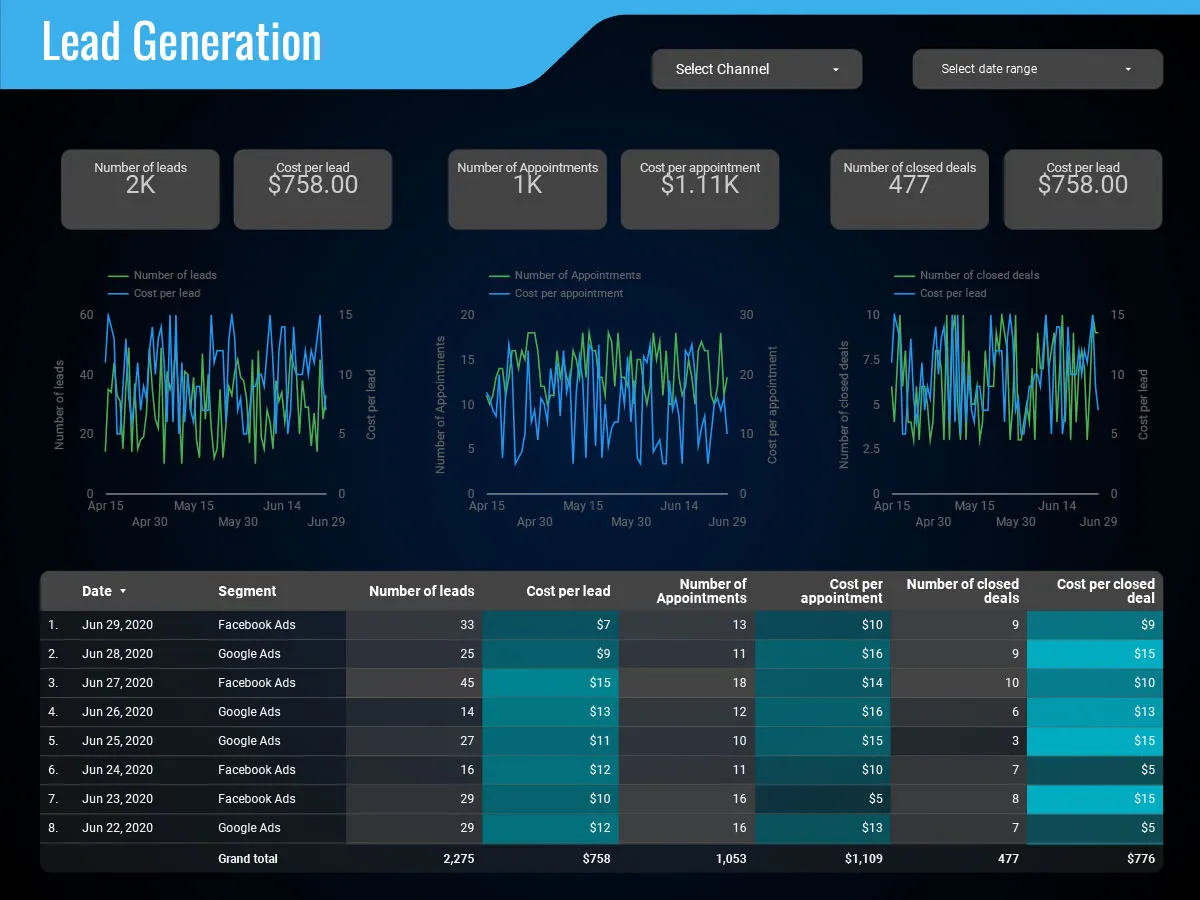 Lead Generation
Select Channel
Select date range
Number of leads
2K
Cost per lead
$758.00
Number of Appointments
1K
Cost per appointment
$1.11K
Number of closed deals
477
Cost per lead
$758.00
Number of leads
Cost per lead
60
40
20
0
15
10
5
0
Number of leads
Cost per lead
Apr 15
Apr 30
May 15
May 30
Jun 14
Jun 29
Number of Appointments
Cost per appointment
20
15
10
5
0
30
20
10
0
Number of Appointments
Cost per appointment
Apr 15
Apr 30
May 15
May 30
Jun 14
Jun 29
Number of closed deals
Cost per lead
10
7.5
5
2.5
0
15
10
5
0
Number of closed deals
Cost per lead
Apr 15
Apr 30
May 15
May 30
Jun 14
Jun 29
Date Segment Number of leads Cost per lead Number of Appointments Cost per appointment Number of closed deals Cost per closed deal
1. Jun 29, 2020 Facebook Ads 33 $7 13 $10 9 $9
2. Jun 28, 2020 Google Ads 25 $9 11 $16 9 $15
3. Jun 27, 2020 Facebook Ads 45 $15 18 $14 10 $10
4. Jun 26, 2020 Google Ads 14 $13 12 $16 6 $13
5. Jun 25, 2020 Google Ads 27 $11 10 $15 3 $15
6. Jun 24, 2020 Facebook Ads 16 $12 11 $10 7 $5
7. Jun 23, 2020 Facebook Ads 29 $10 16 $5 8 $15
8. Jun 22, 2020 Google Ads 29 $12 16 $13 7 $5
Grand total 2,275 $758 1,053 $1,109 477 $776